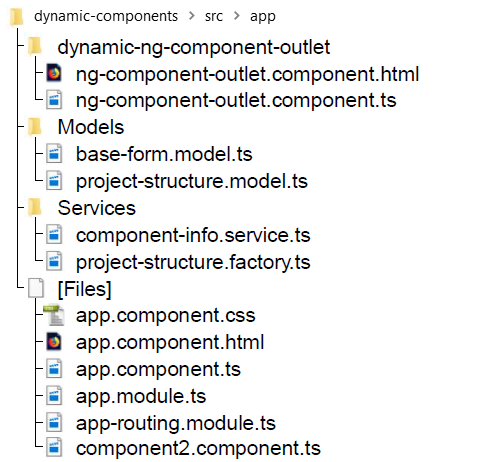 dynamic-components > src > app
dynamic-ng-component-outlet
ng-component-outlet.component.html
ng-component-outlet.component.ts
Models
base-form.model.ts
project-structure.model.ts
Services
component-info.service.ts
project-structure.factory.ts
[Files]
app.component.css
app.component.html
app.component.ts
app.module.ts
app-routing.module.ts
component2.component.ts